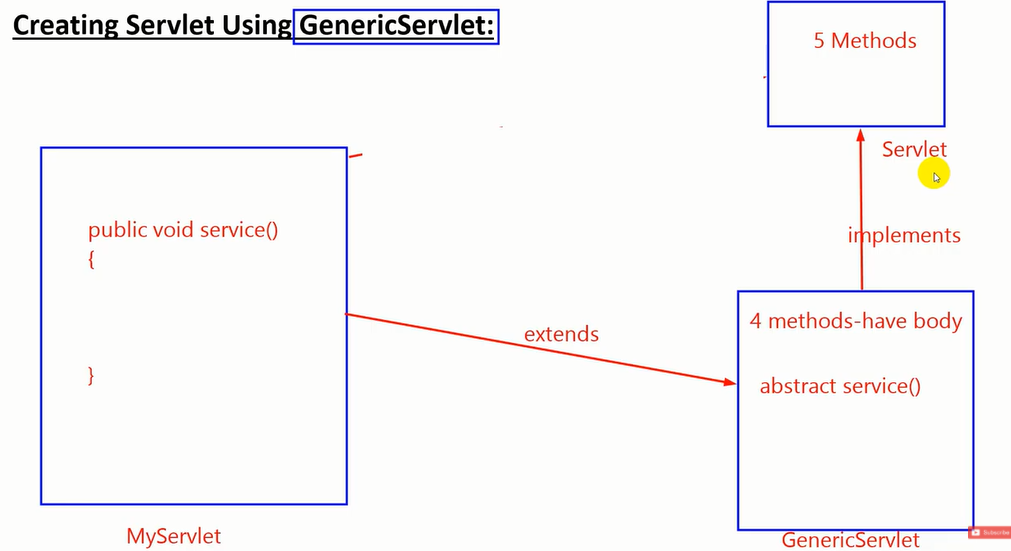 Creating Servlet Using GenericServlet:
5 Methods
Servlet
implements
public void service()
{
}
extends
4 methods-have body
abstract service()
MyServlet
GenericServlet
Subscribe